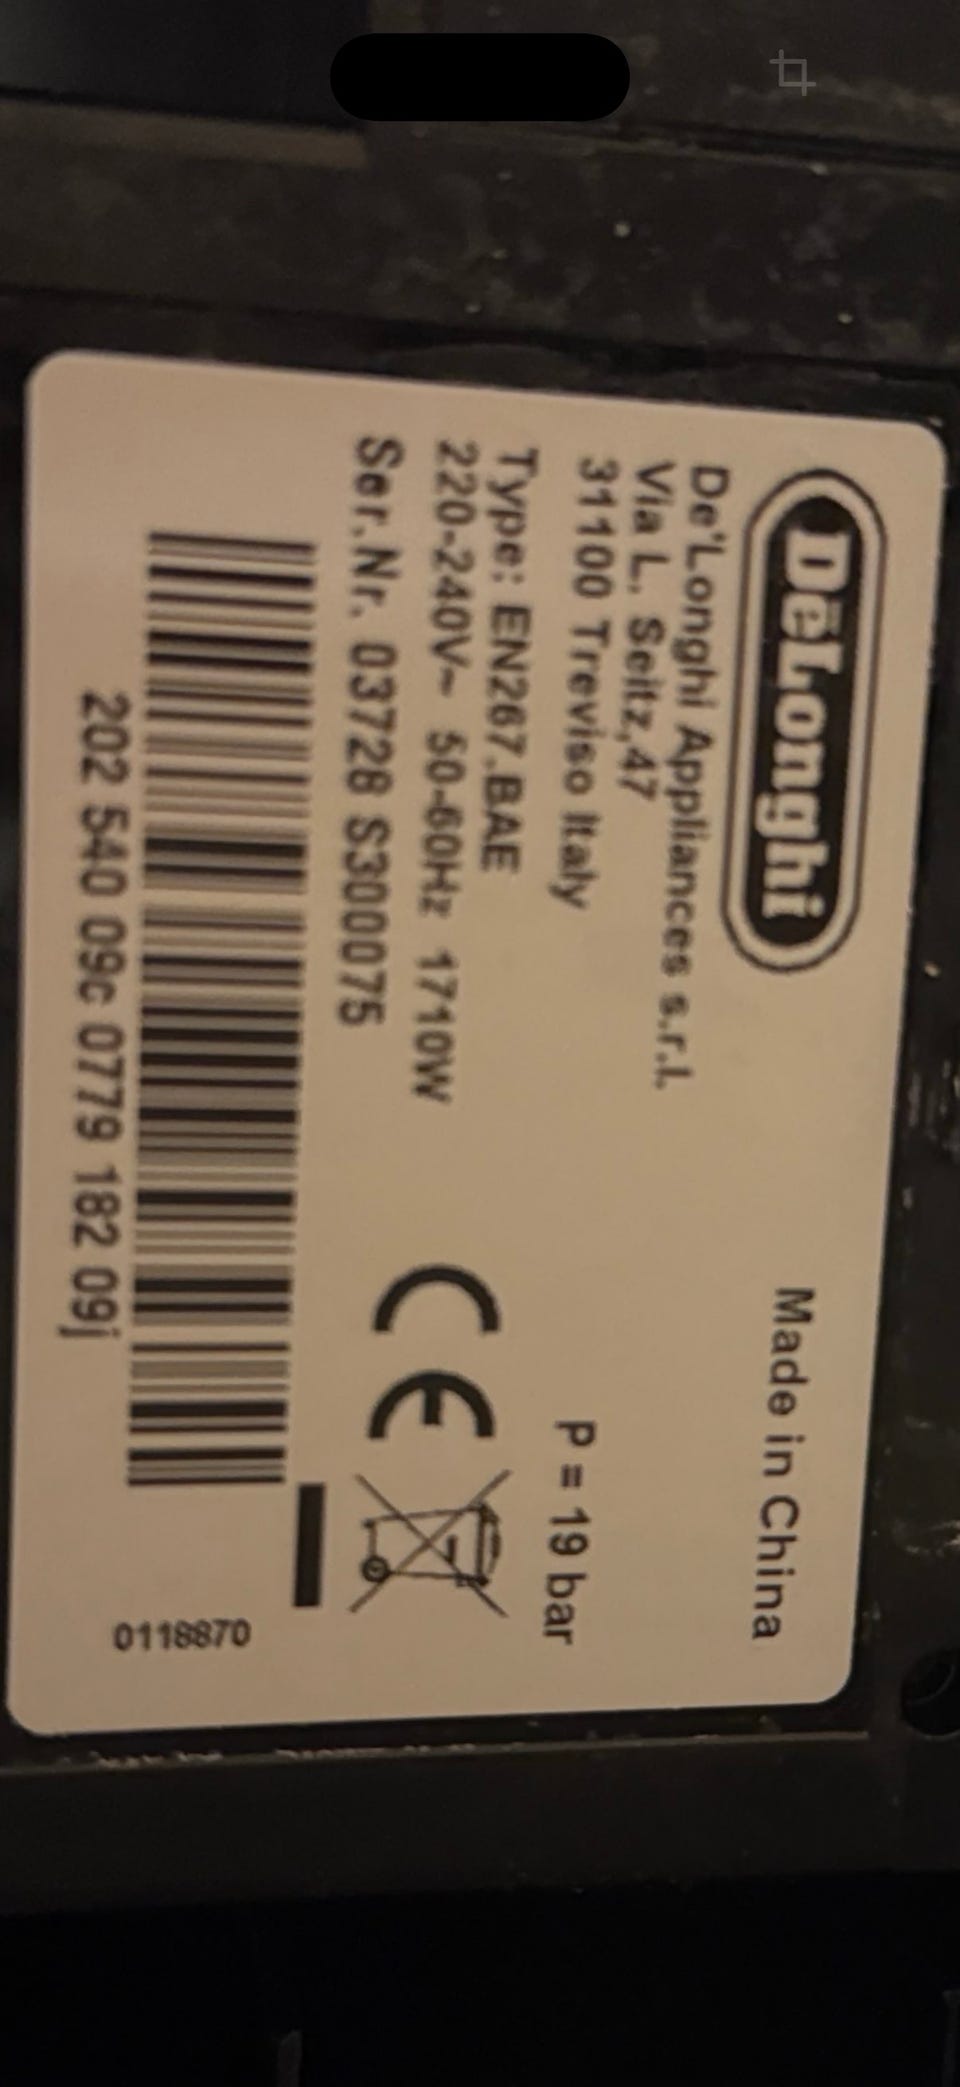 DeLonghi
Made in China
De'Longhi Appliances s.r.l.
Via L. Seitz,47
31100 Treviso Italy
P = 19 bar
Type: EN267.BAE
220-240V~ 50-60Hz 1710W
Ser.Nr. 03728 S300075
CE
202 540 09c 0779 182 09j
0118870